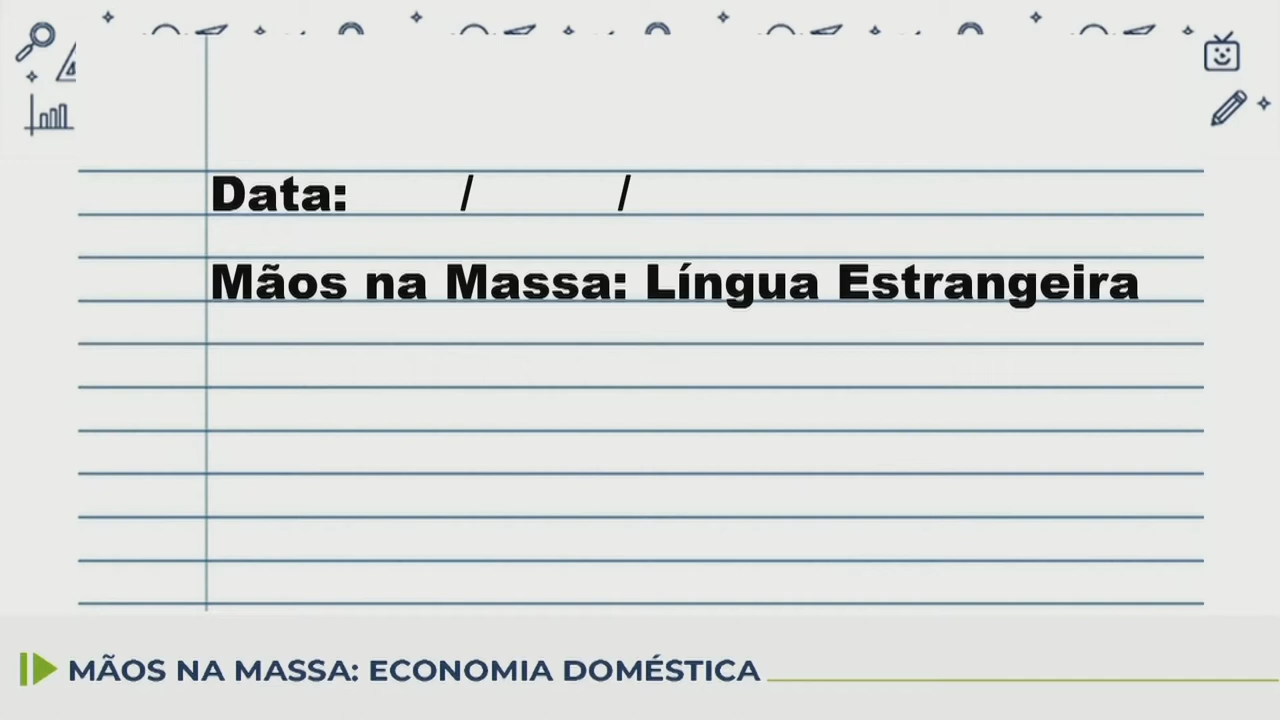 Data: / /
Mãos na Massa: Língua Estrangeira
MÃOS NA MASSA: ECONOMIA DOMÉSTICA